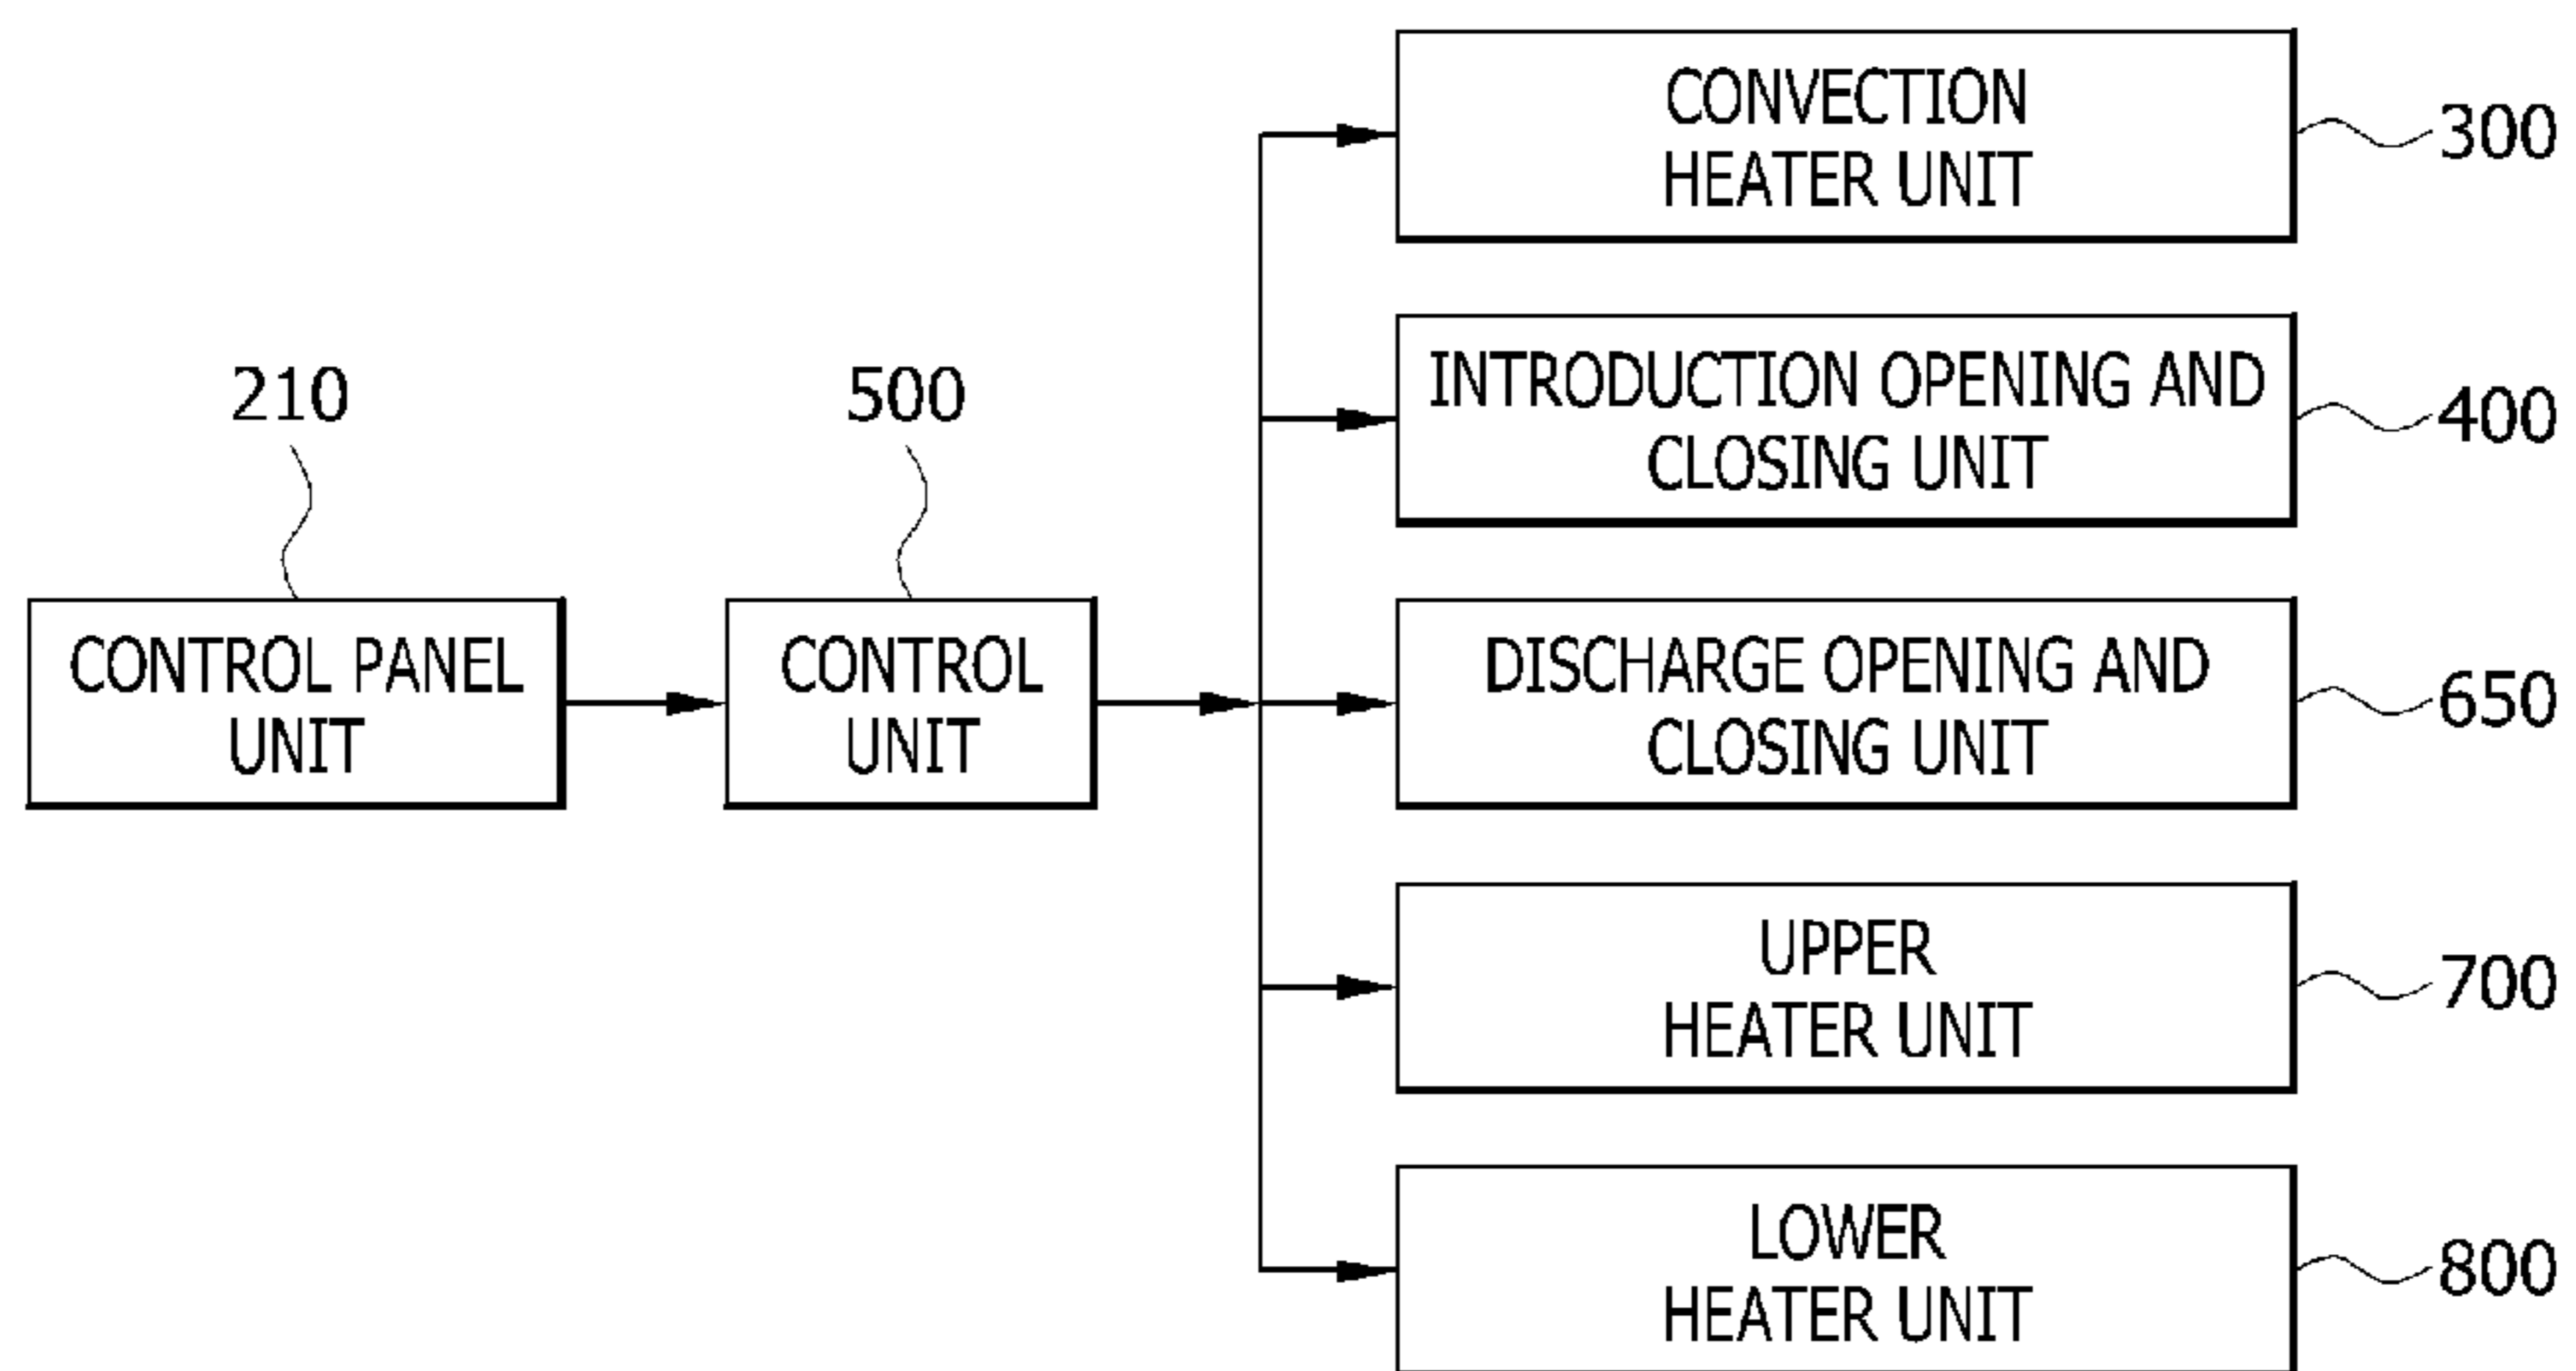 CONVECTION
HEATER UNIT
300
INTRODUCTION OPENING AND
CLOSING UNIT
400
210
500
CONTROL PANEL
UNIT
CONTROL
UNIT
DISCHARGE OPENING AND
CLOSING UNIT
650
UPPER
HEATER UNIT
700
LOWER
HEATER UNIT
800